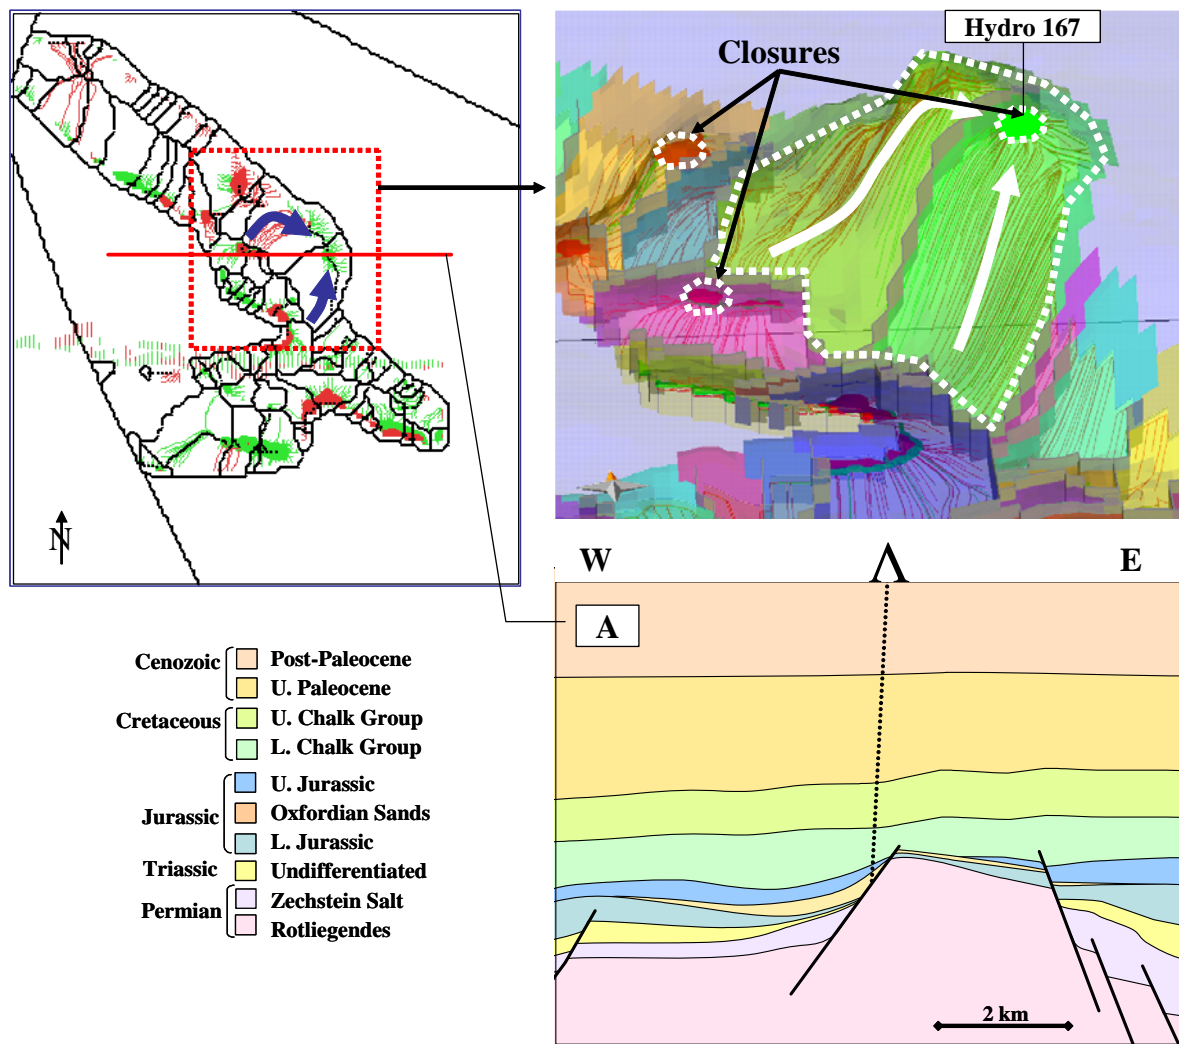 Hydro 167
Closures
N
W
E
A
Cenozoic
Post-Paleocene
U. Paleocene
Cretaceous
U. Chalk Group
L. Chalk Group
Jurassic
U. Jurassic
Oxfordian Sands
L. Jurassic
Triassic
Undifferentiated
Permian
Zechstein Salt
Rotliegendes
2 km